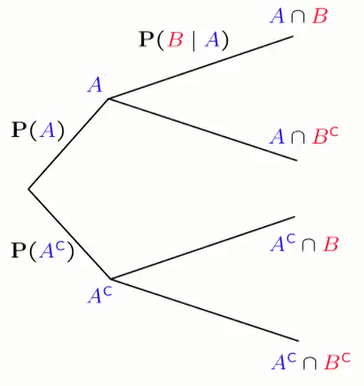 A ∩ B
P(B | A)
A
P(A)
A ∩ Bᶜ
P(Aᶜ)
Aᶜ ∩ B
Aᶜ
Aᶜ ∩ Bᶜ